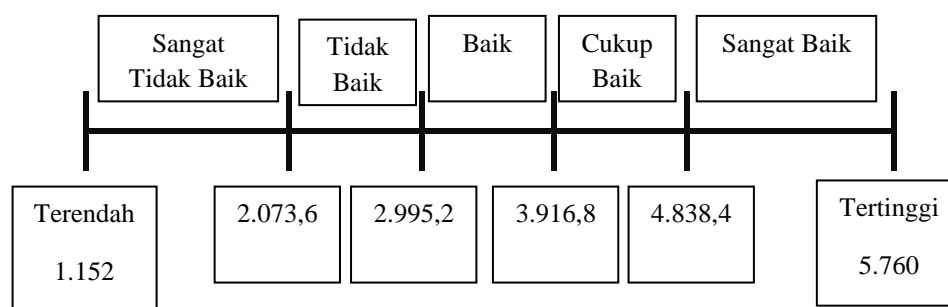 Sangat
Tidak Baik
Tidak
Baik
Baik
Cukup
Baik
Sangat Baik
Terendah
1.152
2.073,6
2.995,2
3.916,8
4.838,4
Tertinggi
5.760